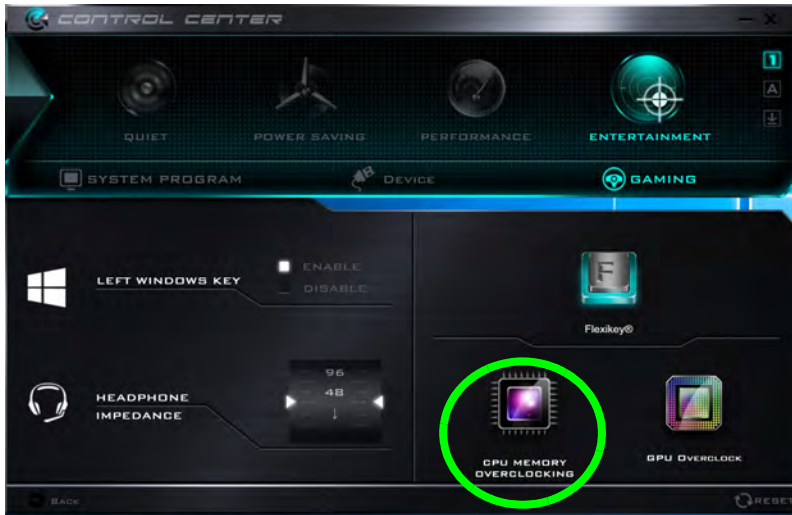 CONTROL CENTER
1
A
QUIET
POWER SAVING
PERFORMANCE
ENTERTAINMENT
SYSTEM PROGRAM
DEVICE
GAMING
LEFT WINDOWS KEY
ENABLE
DISABLE
F
Flexikey®
HEADPHONE
IMPEDANCE
96
48
↓
CPU MEMORY
OVERCLOCKING
GPU OVERCLOCK
BACK
RESET